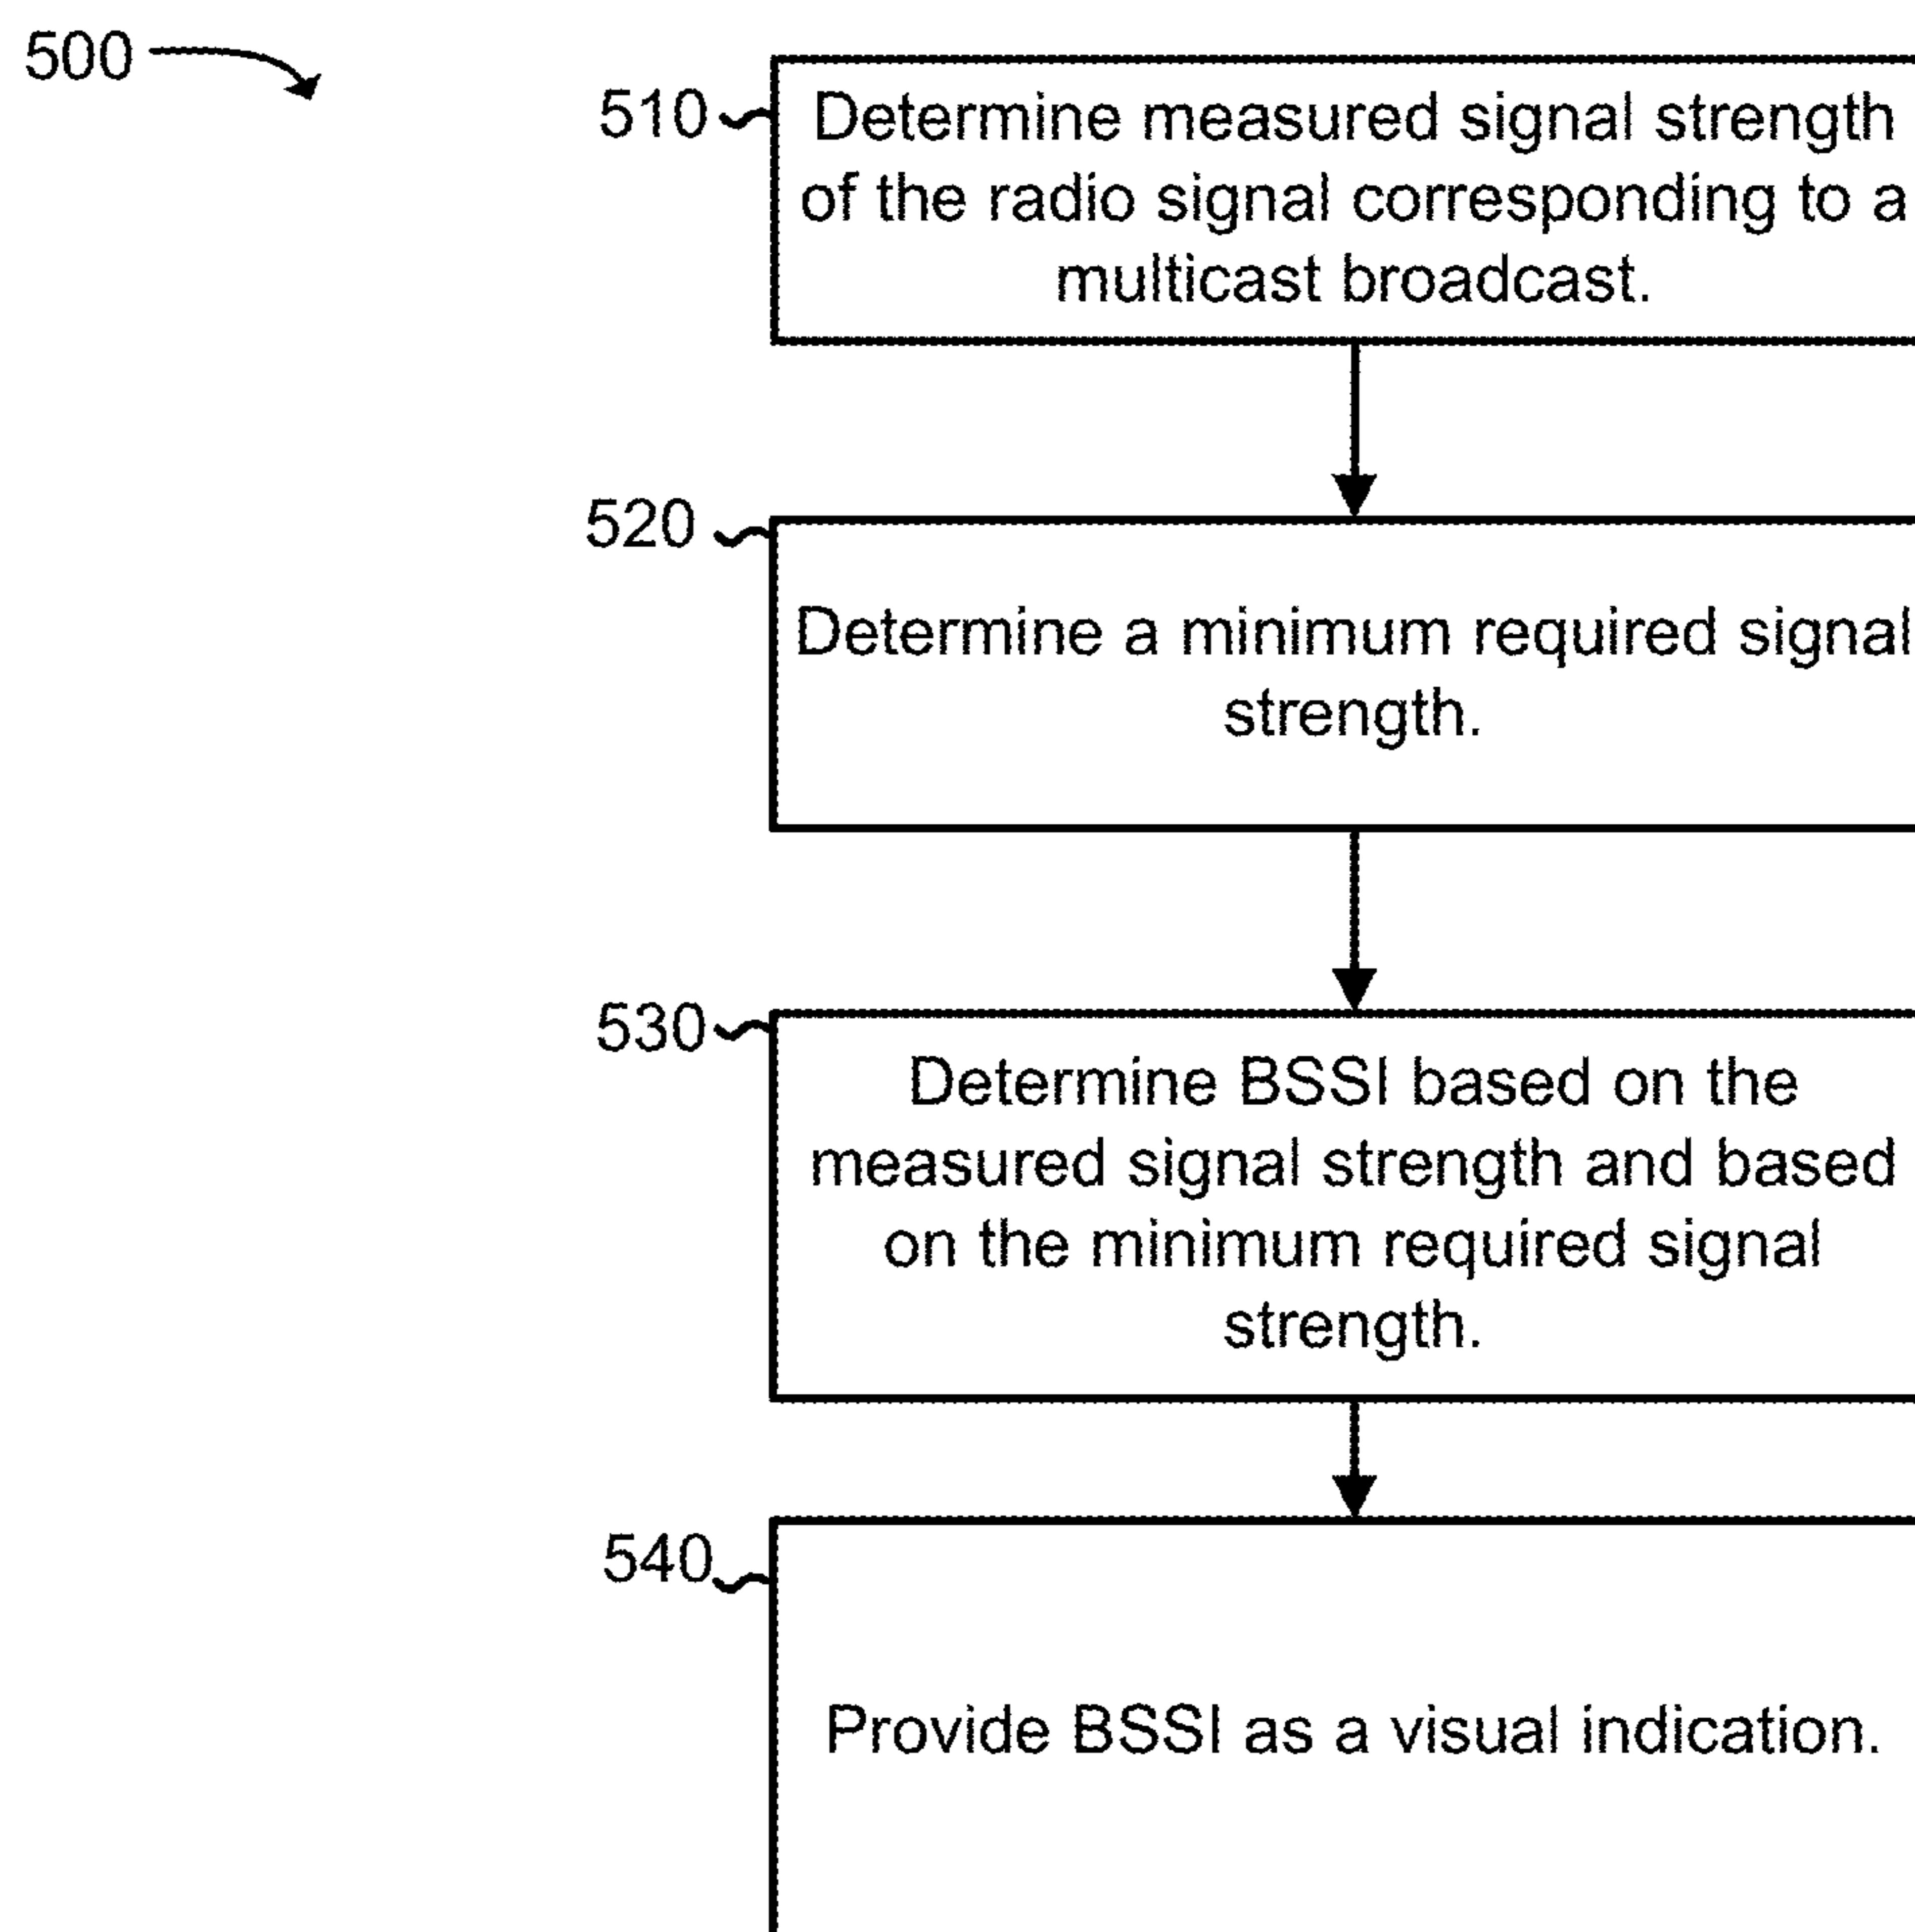 500
510
Determine measured signal strength
of the radio signal corresponding to a
multicast broadcast.
520
Determine a minimum required signal
strength.
530
Determine BSSI based on the
measured signal strength and based
on the minimum required signal
strength.
540
Provide BSSI as a visual indication.